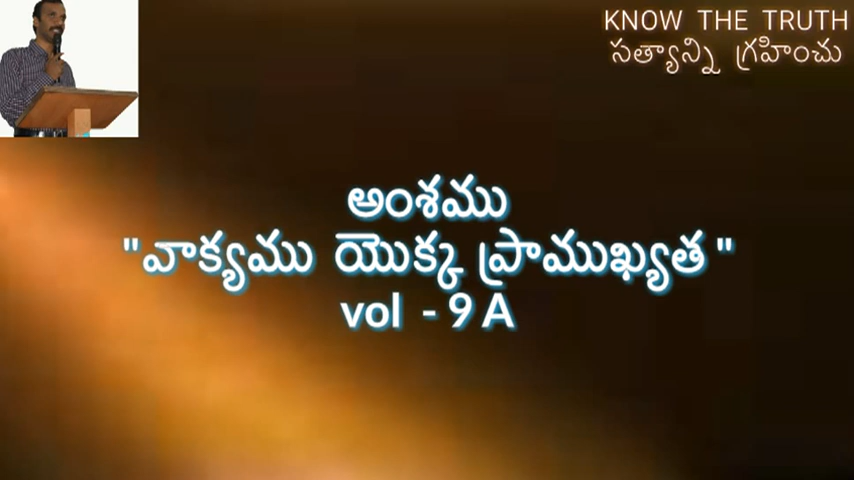 KNOW THE TRUTH
సత్యాన్ని గ్రహించు
అంశము
"వాక్యము యొక్క ప్రాముఖ్యత"
vol - 9 A